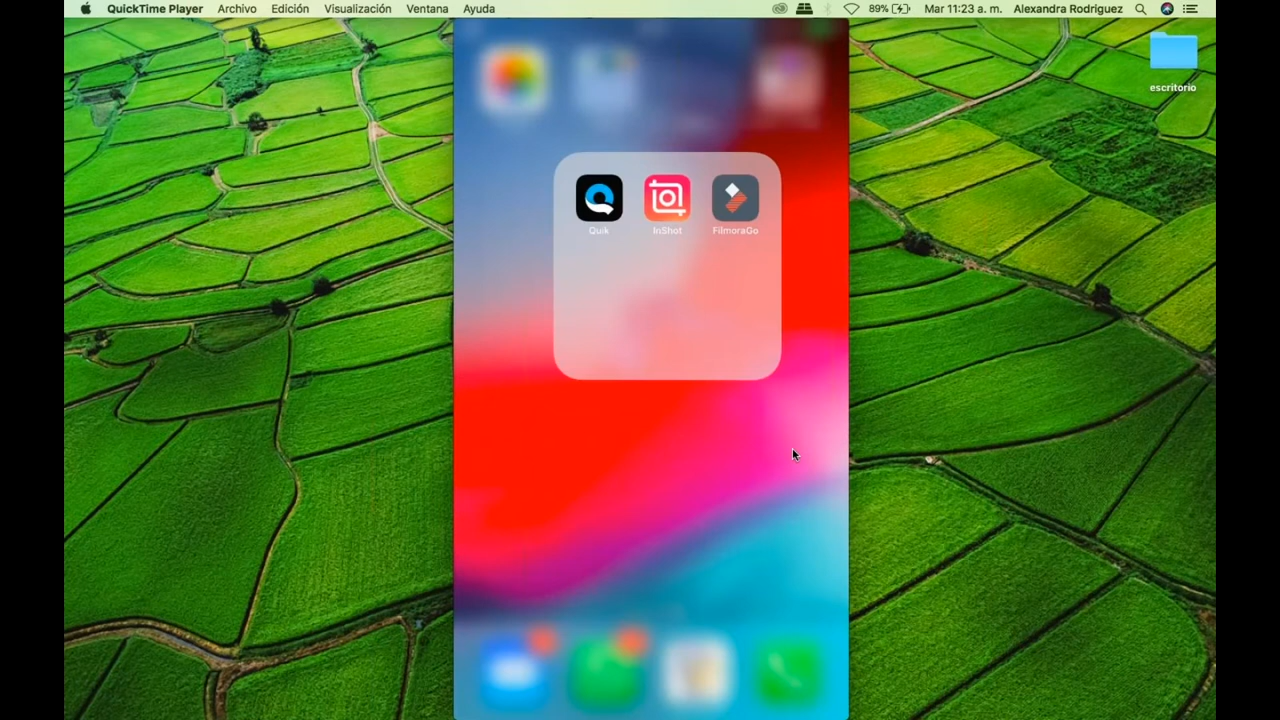 QuickTime Player Archivo Edición Visualización Ventana Ayuda 89% Mar 11:23 a. m. Alexandra Rodriguez
escritorio
Quik InShot FilmoraGo